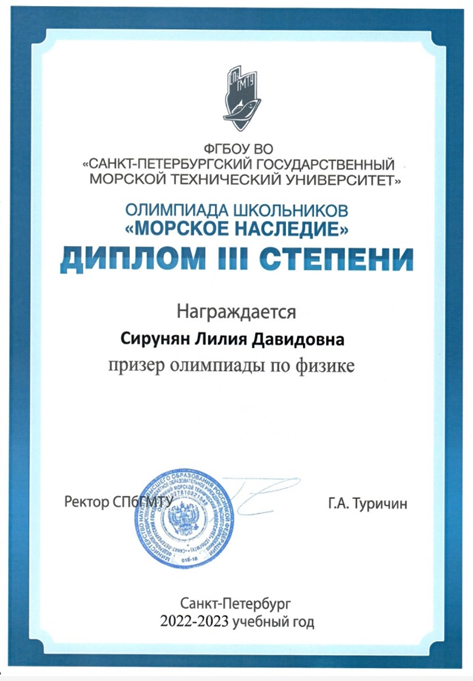 ФГБОУ ВО
«САНКТ-ПЕТЕРБУРГСКИЙ ГОСУДАРСТВЕННЫЙ
МОРСКОЙ ТЕХНИЧЕСКИЙ УНИВЕРСИТЕТ»
ОЛИМПИАДА ШКОЛЬНИКОВ
«МОРСКОЕ НАСЛЕДИЕ»
ДИПЛОМ III СТЕПЕНИ
Награждается
Сирунян Лилия Давидовна
призер олимпиады по физике
Ректор СПбГМТУ
Г.А. Туричин
Санкт-Петербург
2022-2023 учебный год